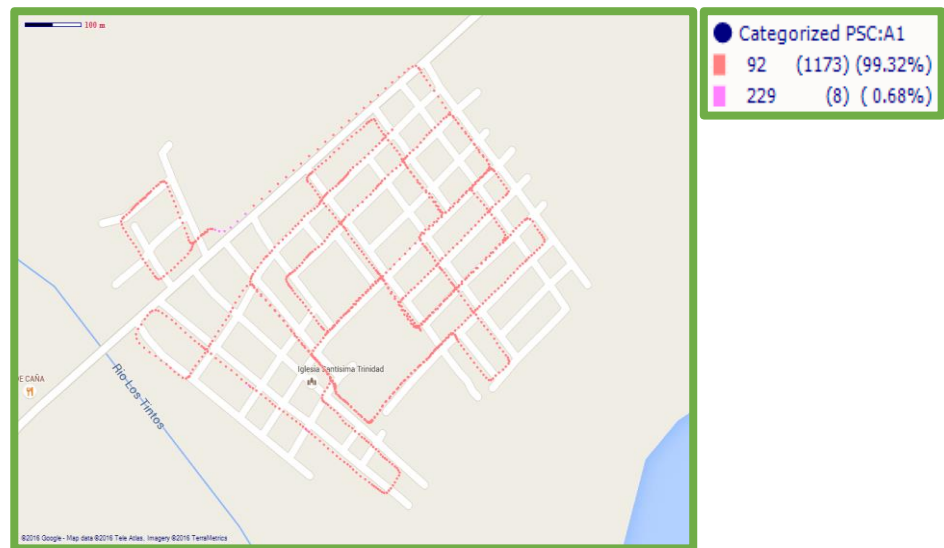 100 m
Categorized PSC:A1
92 (1173) (99.32%)
229 (8) ( 0.68%)
Iglesia Santisima Trinidad
E CAÑA
Rio Los Tintos
©2016 Google - Map data ©2016 Tele Atlas, Imagery ©2016 TerraMetrics